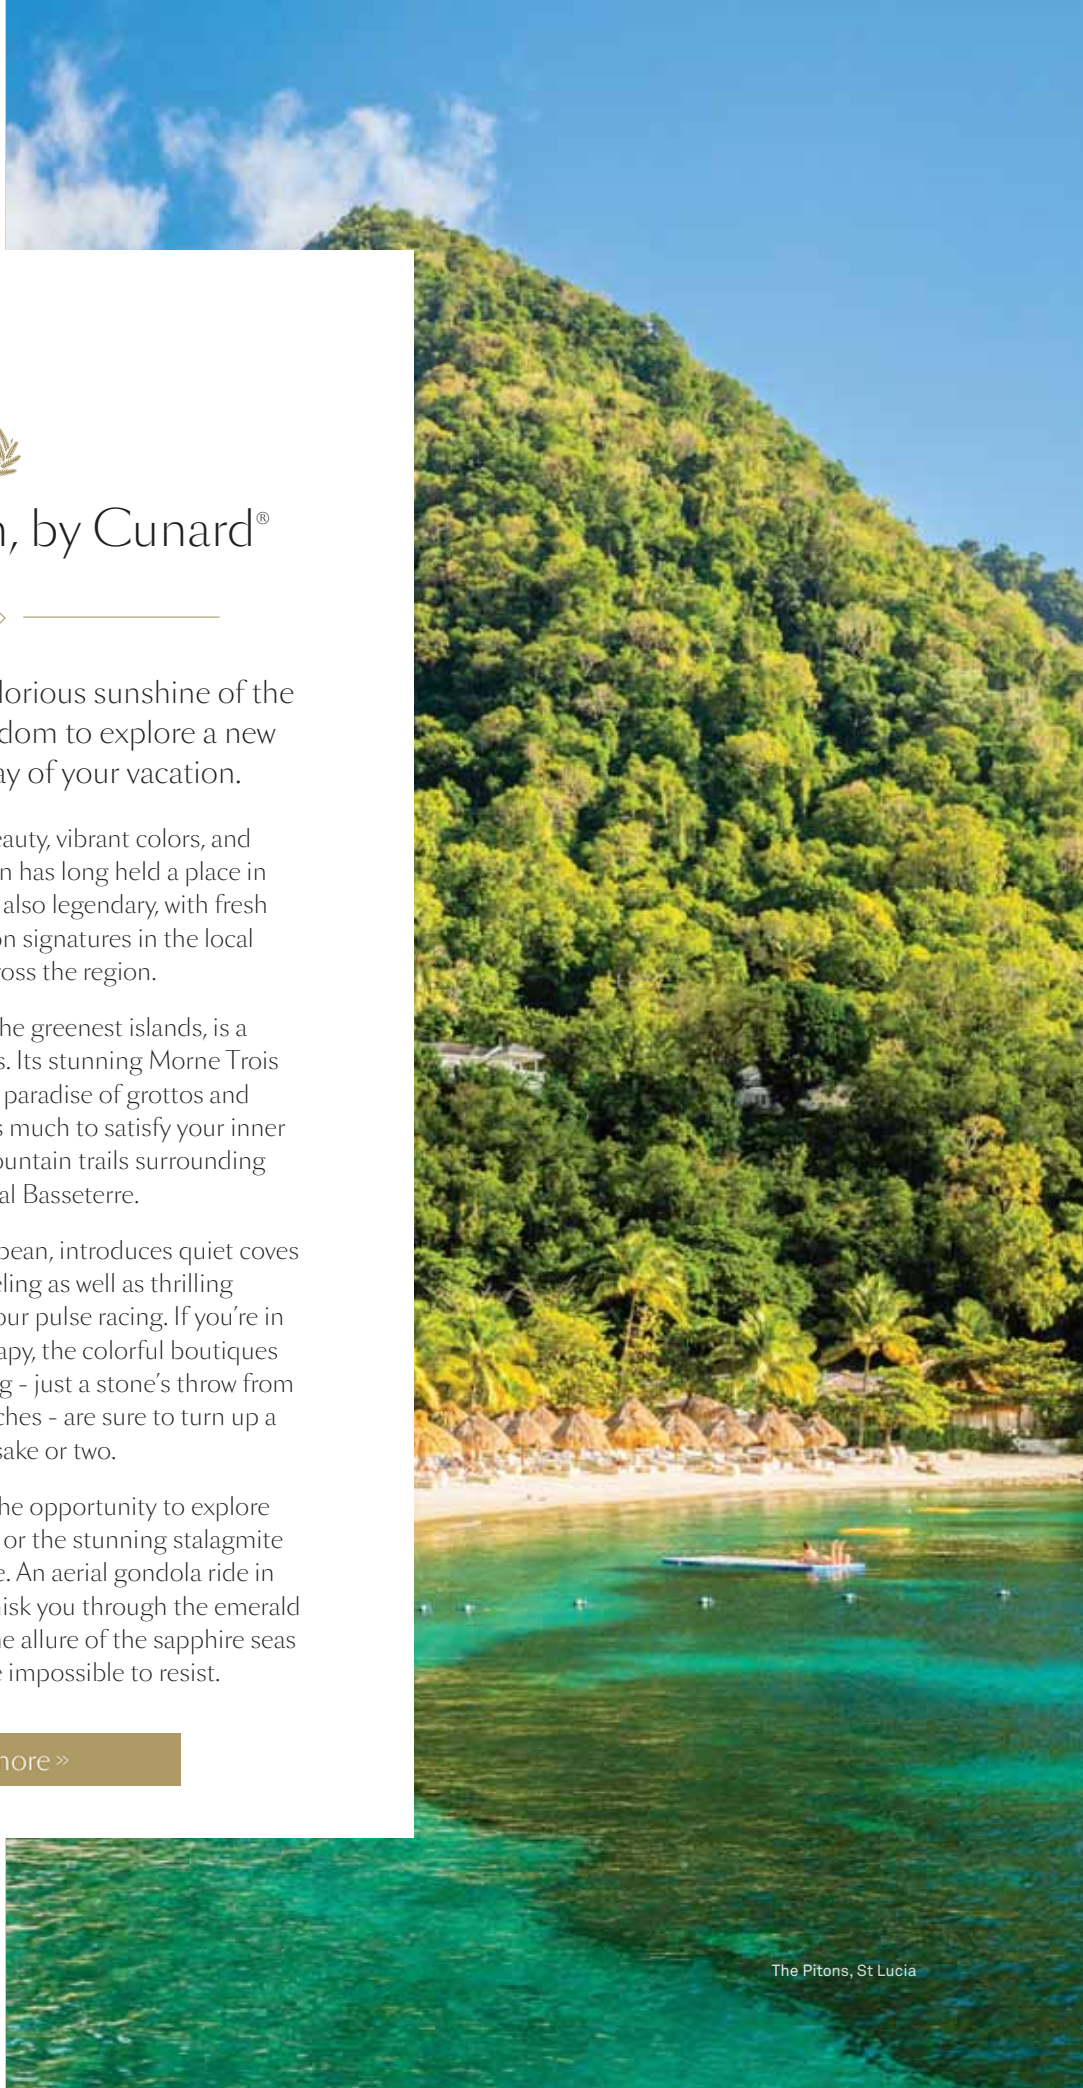 , by Cunard®
lorious sunshine of the
dom to explore a new
ay of your vacation.
eauty, vibrant colors, and
n has long held a place in
also legendary, with fresh
on signatures in the local
ross the region.
he greenest islands, is a
s. Its stunning Morne Trois
paradise of grottos and
s much to satisfy your inner
ountain trails surrounding
al Basseterre.
bean, introduces quiet coves
eling as well as thrilling
our pulse racing. If you’re in
apy, the colorful boutiques
g - just a stone’s throw from
ches - are sure to turn up a
sake or two.
he opportunity to explore
or the stunning stalagmite
e. An aerial gondola ride in
hisk you through the emerald
he allure of the sapphire seas
e impossible to resist.
more »
The Pitons, St Lucia